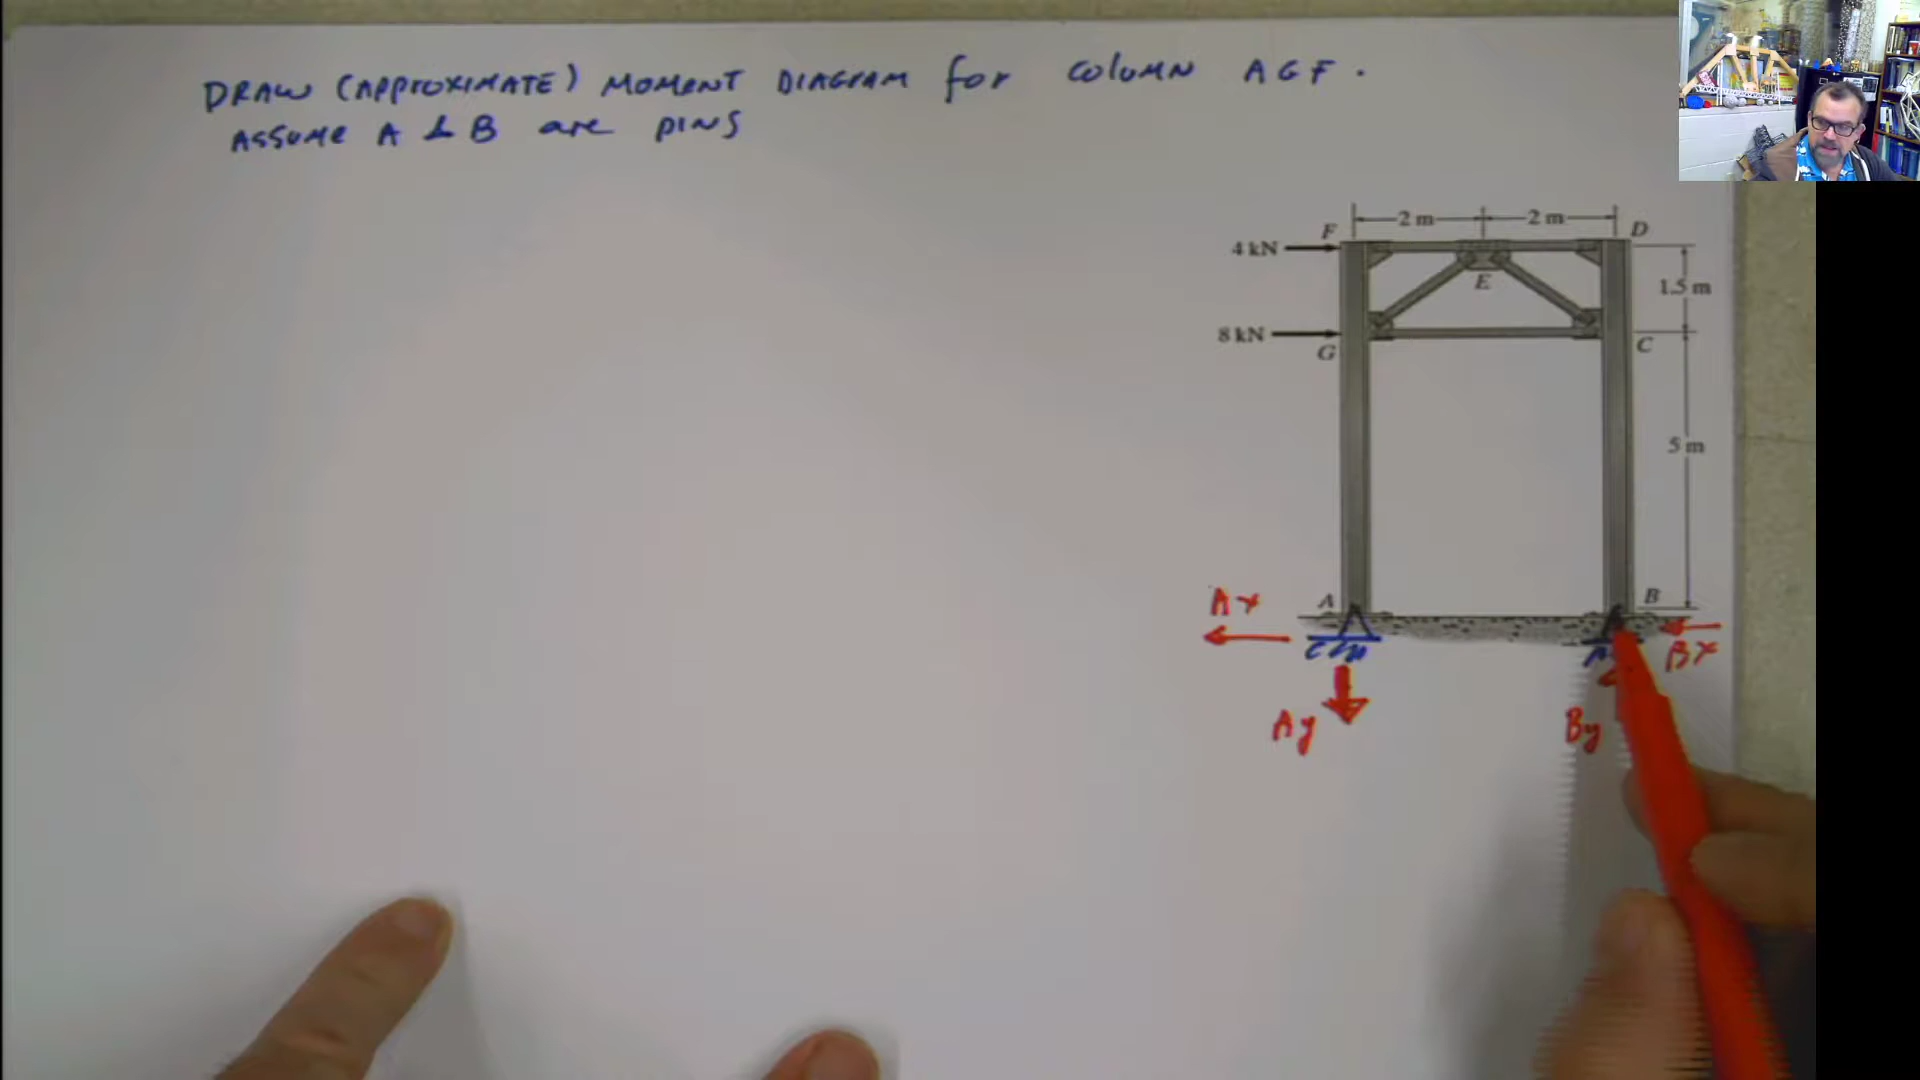 DRAW (APPROXIMATE) MOMENT DIAGRAM for COLUMN AGF.
ASSUME A & B are PINS
2 m 2 m
F D
4 kN
E
1.5 m
8 kN
G C
5 m
A B
Ax
Bx
Ay By